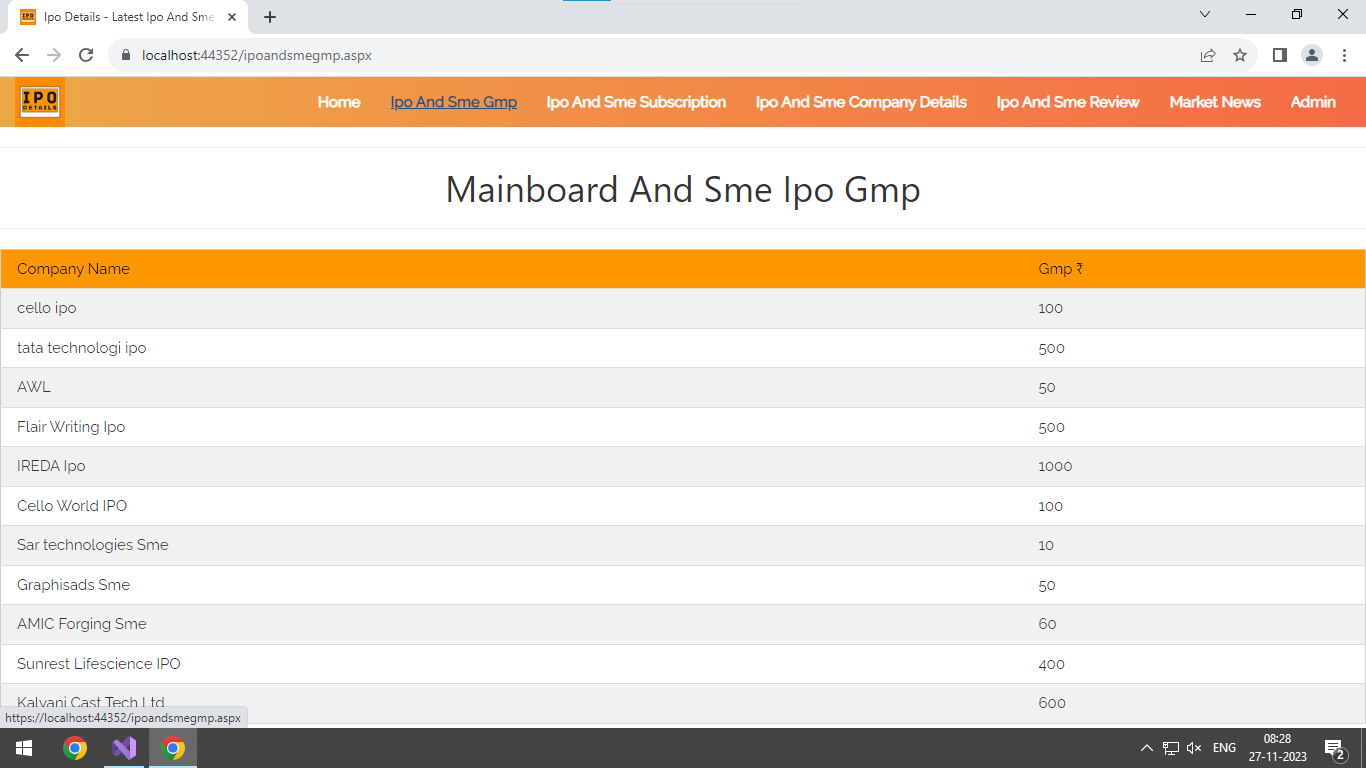 Ipo Details - Latest Ipo And Sme
localhost:44352/ipoandsmegmp.aspx
IPO
DETAILS
Home Ipo And Sme Gmp Ipo And Sme Subscription Ipo And Sme Company Details Ipo And Sme Review Market News Admin
Mainboard And Sme Ipo Gmp
Company Name Gmp ₹
cello ipo 100
tata technologi ipo 500
AWL 50
Flair Writing Ipo 500
IREDA Ipo 1000
Cello World IPO 100
Sar technologies Sme 10
Graphisads Sme 50
AMIC Forging Sme 60
Sunrest Lifescience IPO 400
Kalyani Cast Tech Ltd 600
https://localhost:44352/ipoandsmegmp.aspx
ENG
08:28
27-11-2023
2